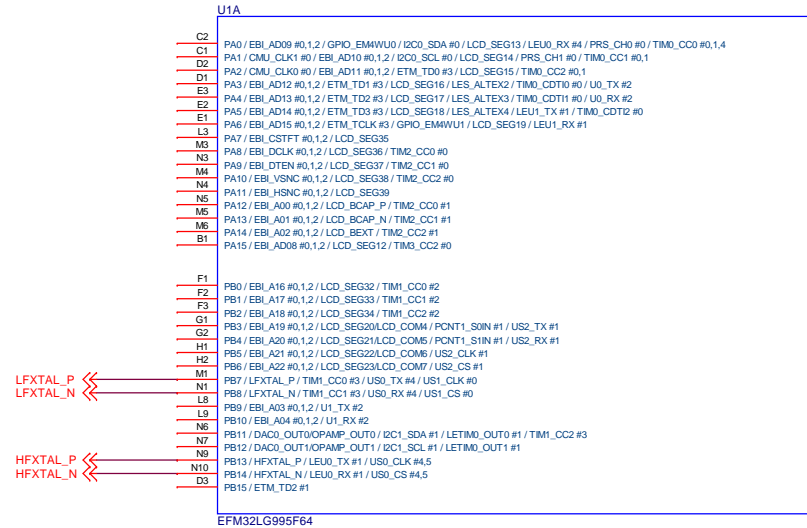 U1A
C2 PA0 / EBI_AD09 #0,1,2 / GPIO_EM4WU0 / I2C0_SDA #0 / LCD_SEG13 / LEU0_RX #4 / PRS_CH0 #0 / TIM0_CC0 #0,1,4
C1 PA1 / CMU_CLK1 #0 / EBI_AD10 #0,1,2 / I2C0_SCL #0 / LCD_SEG14 / PRS_CH1 #0 / TIM0_CC1 #0,1
D2 PA2 / CMU_CLK0 #0 / EBI_AD11 #0,1,2 / ETM_TD0 #3 / LCD_SEG15 / TIM0_CC2 #0,1
D1 PA3 / EBI_AD12 #0,1,2 / ETM_TD1 #3 / LCD_SEG16 / LES_ALTEX2 / TIM0_CDTI0 #0 / U0_TX #2
E3 PA4 / EBI_AD13 #0,1,2 / ETM_TD2 #3 / LCD_SEG17 / LES_ALTEX3 / TIM0_CDTI1 #0 / U0_RX #2
E2 PA5 / EBI_AD14 #0,1,2 / ETM_TD3 #3 / LCD_SEG18 / LES_ALTEX4 / LEU1_TX #1 / TIM0_CDTI2 #0
E1 PA6 / EBI_AD15 #0,1,2 / ETM_TCLK #3 / GPIO_EM4WU1 / LCD_SEG19 / LEU1_RX #1
L3 PA7 / EBI_CSTFT #0,1,2 / LCD_SEG35
M3 PA8 / EBI_DCLK #0,1,2 / LCD_SEG36 / TIM2_CC0 #0
N3 PA9 / EBI_DTEN #0,1,2 / LCD_SEG37 / TIM2_CC1 #0
M4 PA10 / EBI_VSNC #0,1,2 / LCD_SEG38 / TIM2_CC2 #0
N4 PA11 / EBI_HSNC #0,1,2 / LCD_SEG39
N5 PA12 / EBI_A00 #0,1,2 / LCD_BCAP_P / TIM2_CC0 #1
M5 PA13 / EBI_A01 #0,1,2 / LCD_BCAP_N / TIM2_CC1 #1
M6 PA14 / EBI_A02 #0,1,2 / LCD_BEXT / TIM2_CC2 #1
B1 PA15 / EBI_AD08 #0,1,2 / LCD_SEG12 / TIM3_CC2 #0
F1 PB0 / EBI_A16 #0,1,2 / LCD_SEG32 / TIM1_CC0 #2
F2 PB1 / EBI_A17 #0,1,2 / LCD_SEG33 / TIM1_CC1 #2
F3 PB2 / EBI_A18 #0,1,2 / LCD_SEG34 / TIM1_CC2 #2
G1 PB3 / EBI_A19 #0,1,2 / LCD_SEG20/LCD_COM4 / PCNT1_S0IN #1 / US2_TX #1
G2 PB4 / EBI_A20 #0,1,2 / LCD_SEG21/LCD_COM5 / PCNT1_S1IN #1 / US2_RX #1
H1 PB5 / EBI_A21 #0,1,2 / LCD_SEG22/LCD_COM6 / US2_CLK #1
H2 PB6 / EBI_A22 #0,1,2 / LCD_SEG23/LCD_COM7 / US2_CS #1
LFXTAL_P M1 PB7 / LFXTAL_P / TIM1_CC0 #3 / US0_TX #4 / US1_CLK #0
LFXTAL_N N1 PB8 / LFXTAL_N / TIM1_CC1 #3 / US0_RX #4 / US1_CS #0
L8 PB9 / EBI_A03 #0,1,2 / U1_TX #2
L9 PB10 / EBI_A04 #0,1,2 / U1_RX #2
N6 PB11 / DAC0_OUT0/OPAMP_OUT0 / I2C1_SDA #1 / LETIM0_OUT0 #1 / TIM1_CC2 #3
N7 PB12 / DAC0_OUT1/OPAMP_OUT1 / I2C1_SCL #1 / LETIM0_OUT1 #1
HFXTAL_P N9 PB13 / HFXTAL_P / LEU0_TX #1 / US0_CLK #4,5
HFXTAL_N N10 PB14 / HFXTAL_N / LEU0_RX #1 / US0_CS #4,5
D3 PB15 / ETM_TD2 #1
EFM32LG995F64